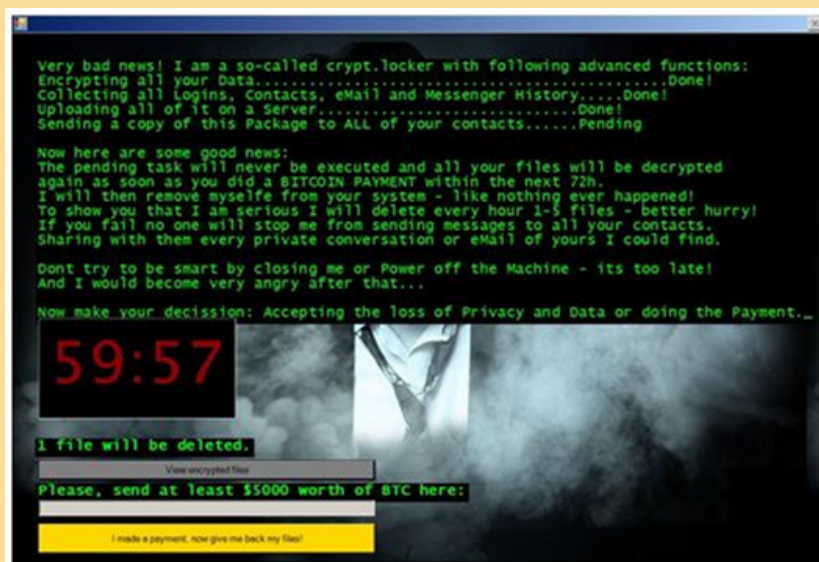 Very bad news! I am a so-called crypt.locker with following advanced functions:
Encrypting all your Data................................................Done!
Collecting all Logins, Contacts, eMail and Messenger History.....Done!
Uploading all of it on a Server..............................Done!
Sending a copy of this Package to ALL of your contacts......Pending
Now here are some good news:
The pending task will never be executed and all your files will be decrypted
again as soon as you did a BITCOIN PAYMENT within the next 72h.
I will then remove myselfe from your system - like nothing ever happened!
To show you that I am serious I will delete every hour 1-5 files - better hurry!
If you fail no one will stop me from sending messages to all your contacts.
Sharing with them every private conversation or eMail of yours I could find.
Dont try to be smart by closing me or Power off the Machine - its too late!
And I would become very angry after that...
Now make your decission: Accepting the loss of Privacy and Data or doing the Payment._
59:57
1 file will be deleted.
View encrypted files
Please, send at least $5000 worth of BTC here:
I made a payment, now give me back my files!